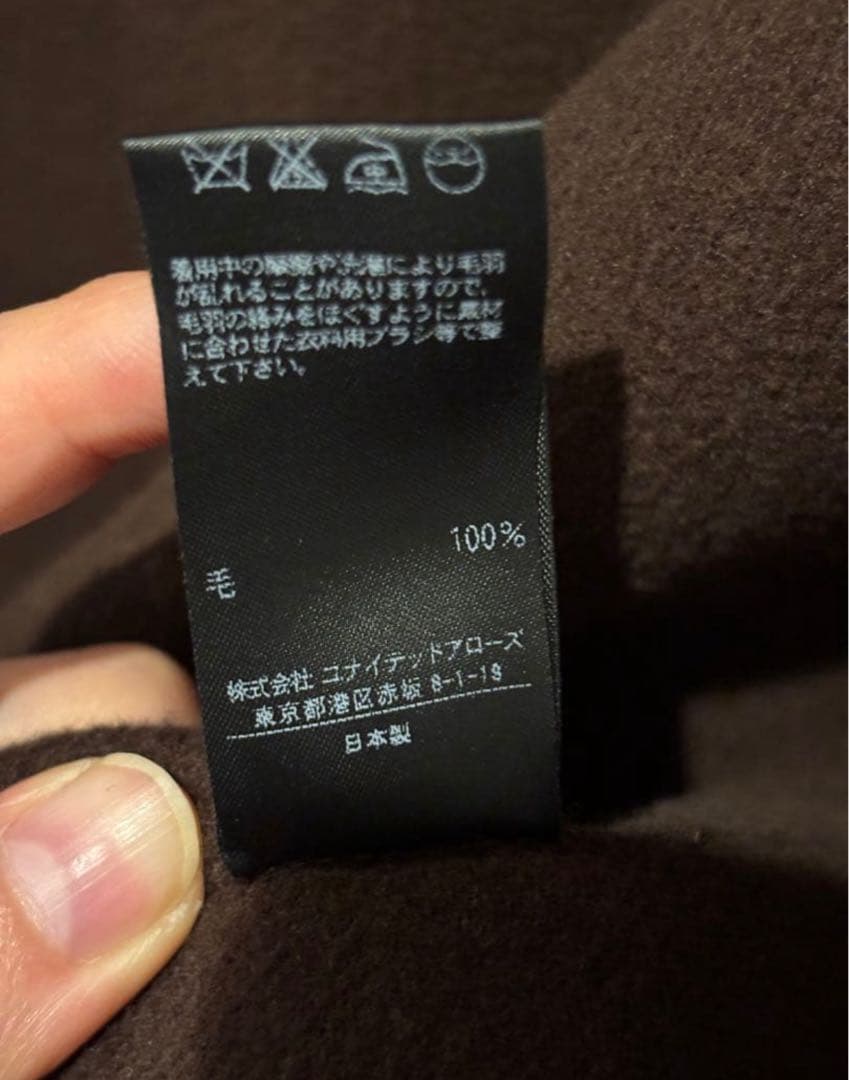 着用中の摩擦や洗濯により毛羽
が乱れることがありますので、
毛羽の絡みをほぐすように素材
に合わせた衣料用ブラシ等で整
えて下さい。
100%
毛
株式会社 ユナイテッドアローズ
東京都港区赤坂 8-1-19
日本製